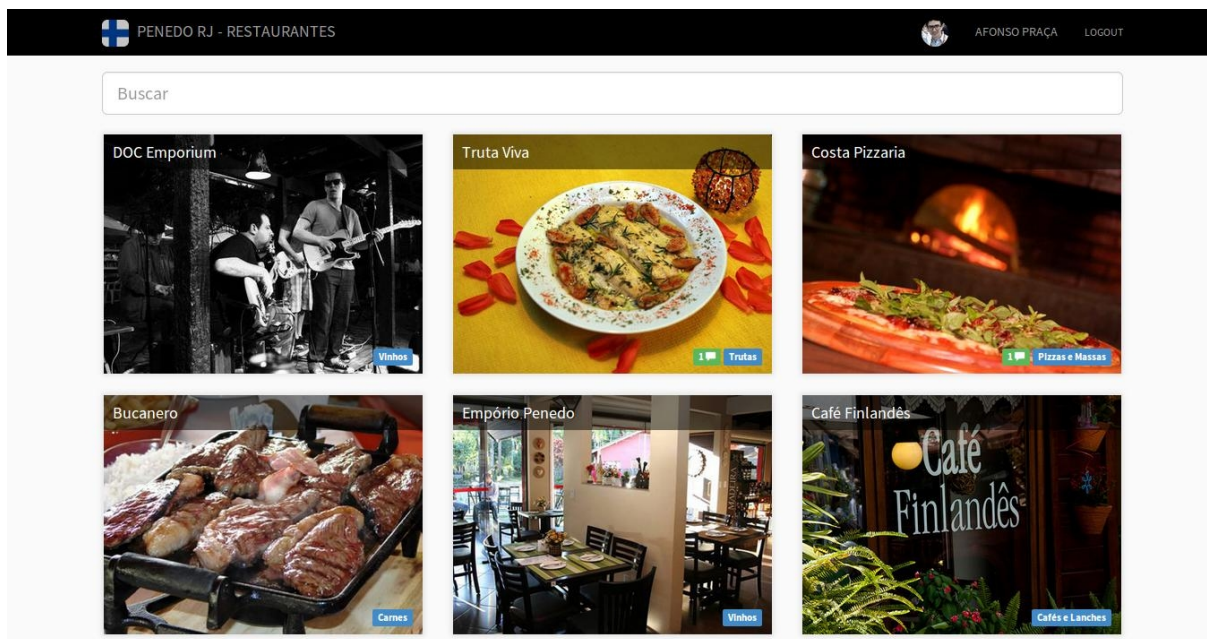 PENEDO RJ - RESTAURANTES
AFONSO PRAÇA
LOGOUT
Buscar
DOC Emporium
Vinhos
Truta Viva
1
Trutas
Costa Pizzaria
1
Pizzas e Massas
Bucanero
Carnes
Empório Penedo
Vinhos
Café Finlandês
Café
Finlandês
Cafés e Lanches